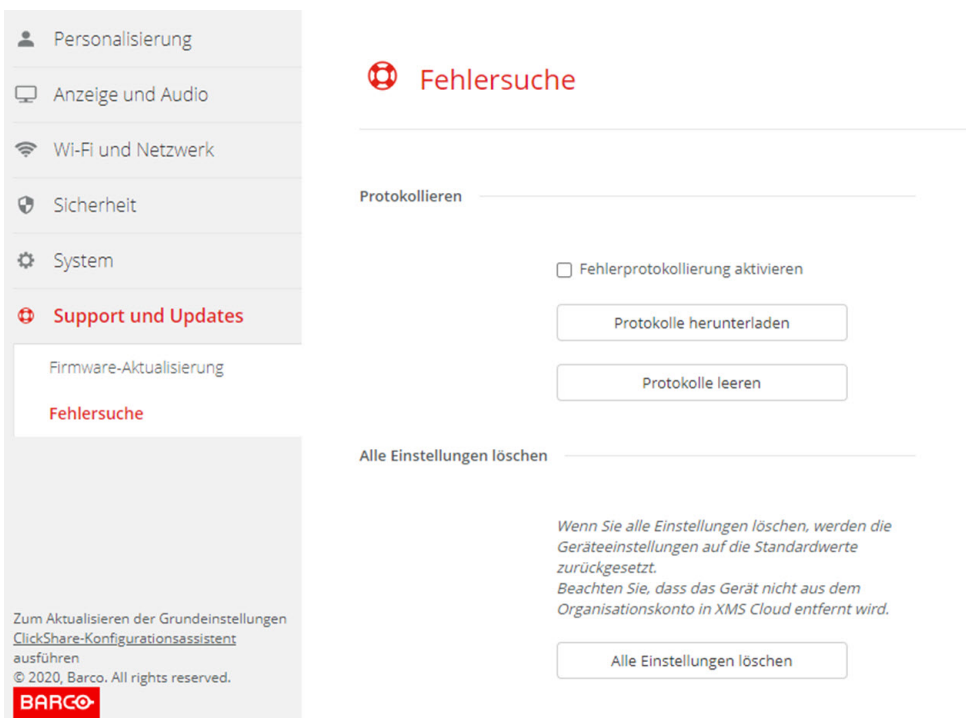 Personalisierung
Anzeige und Audio
Wi-Fi und Netzwerk
Sicherheit
System
Support und Updates
Firmware-Aktualisierung
Fehlersuche
Zum Aktualisieren der Grundeinstellungen
ClickShare-Konfigurationsassistent
ausführen
© 2020, Barco. All rights reserved.
BARCO
Fehlersuche
Protokollieren
Fehlerprotokollierung aktivieren
Protokolle herunterladen
Protokolle leeren
Alle Einstellungen löschen
Wenn Sie alle Einstellungen löschen, werden die
Geräteeinstellungen auf die Standardwerte
zurückgesetzt.
Beachten Sie, dass das Gerät nicht aus dem
Organisationskonto in XMS Cloud entfernt wird.
Alle Einstellungen löschen